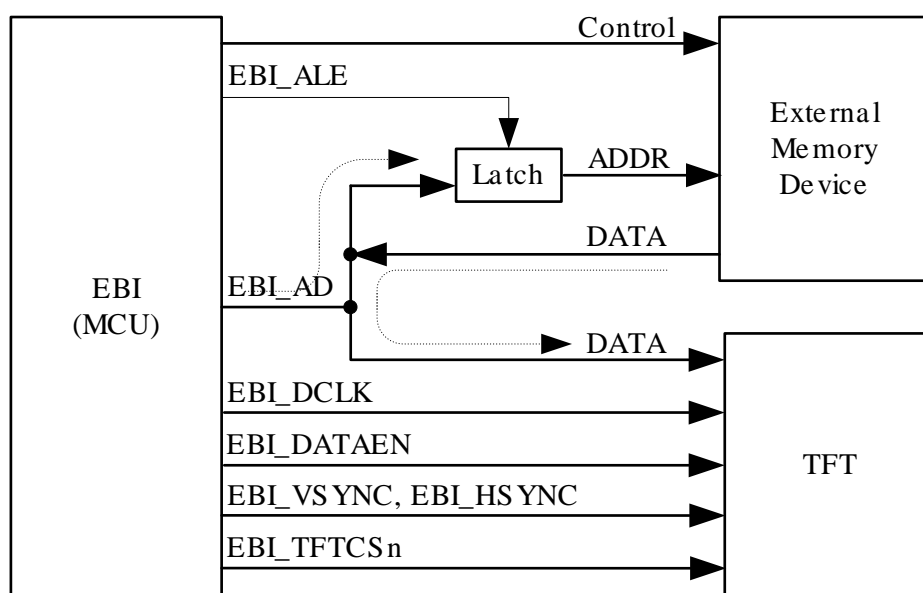 Control
EBI_ALE
External
Memory
Device
ADDR
Latch
DATA
EBI_AD
EBI
(MCU)
DATA
EBI_DCLK
EBI_DATAEN
TFT
EBI_VSYNC, EBI_HSYNC
EBI_TFTCSn